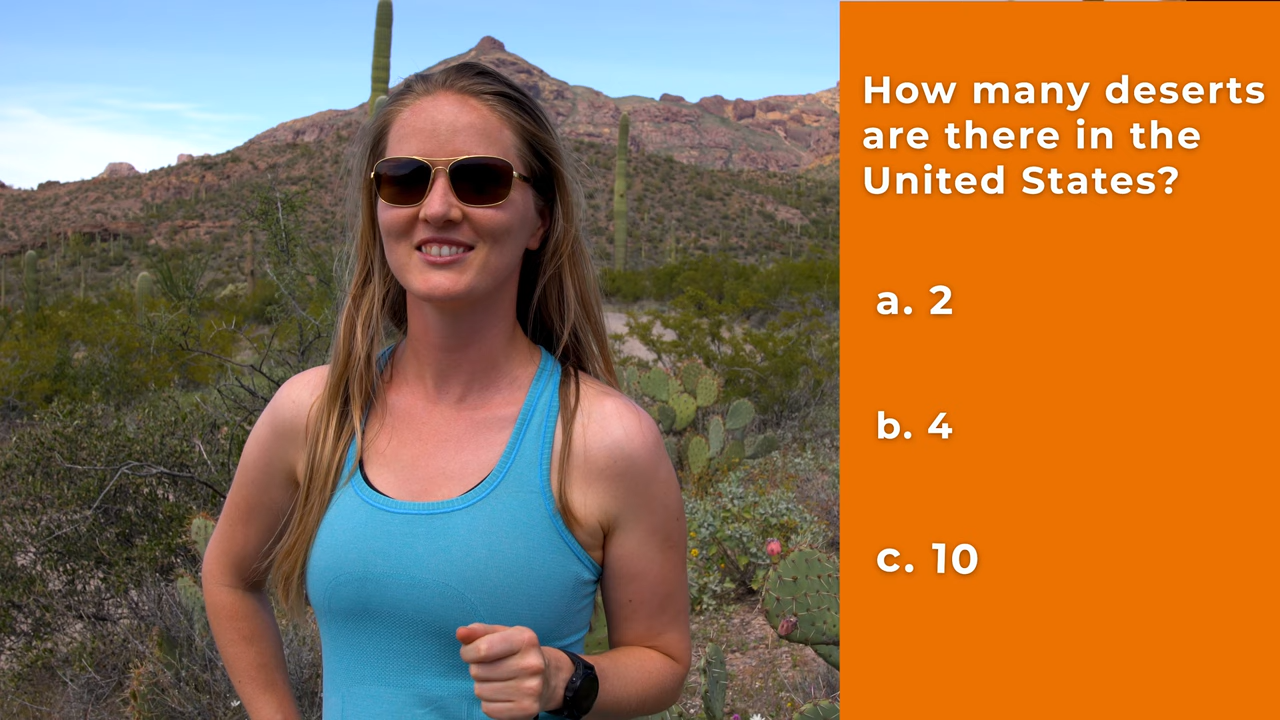 How many deserts
are there in the
United States?
a. 2
b. 4
c. 10